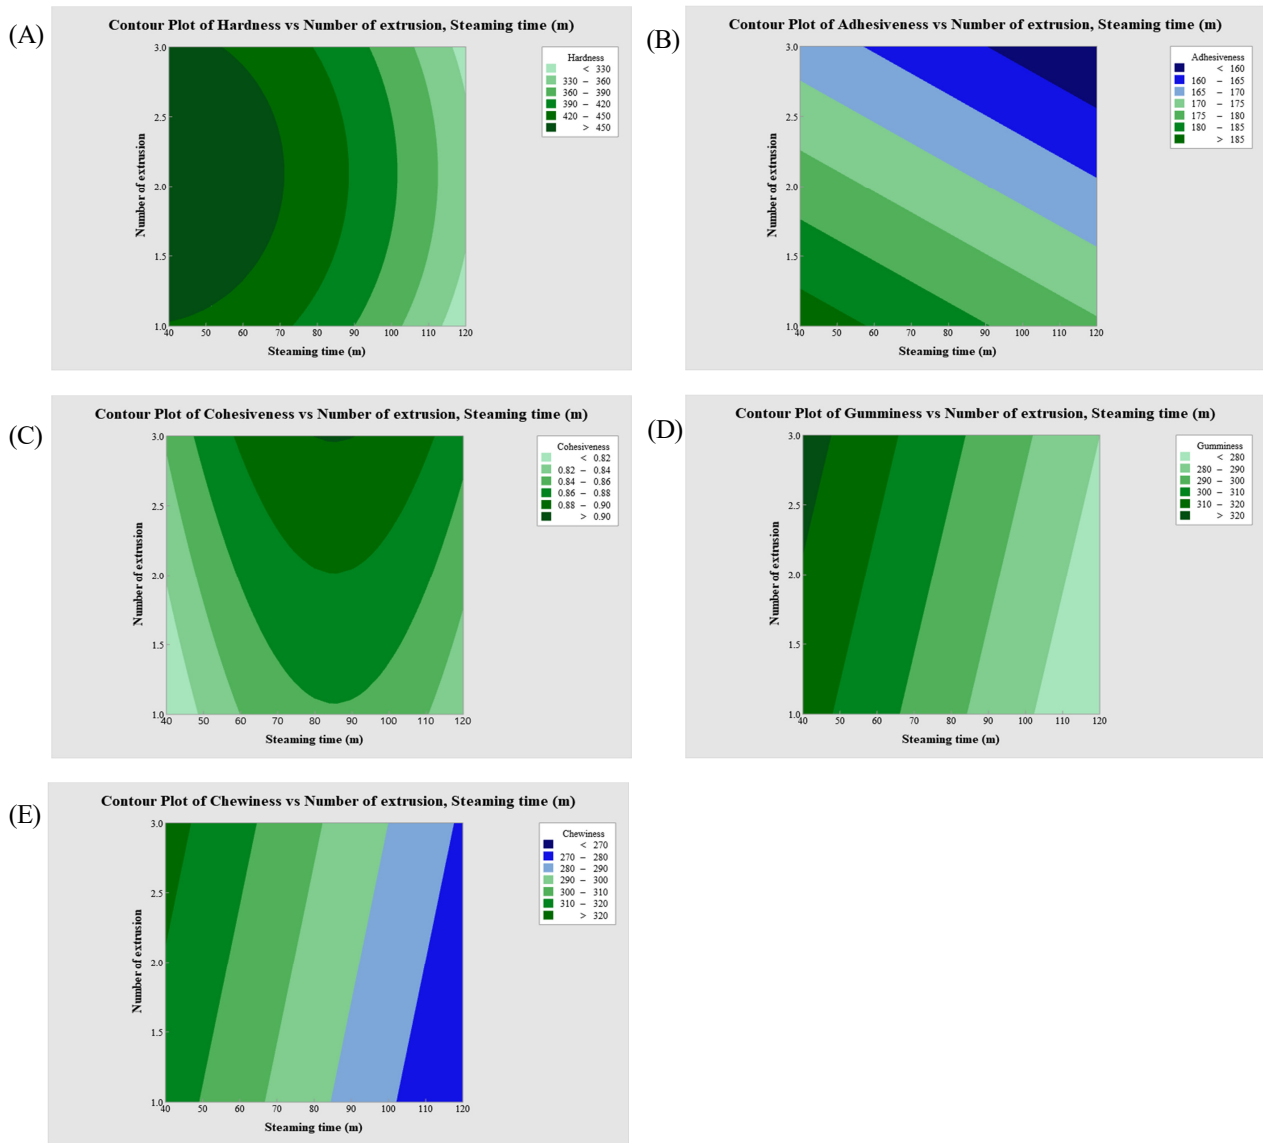 (A)
Contour Plot of Hardness vs Number of extrusion, Steaming time (m)
Hardness
< 330
330 – 360
360 – 390
390 – 420
420 – 450
> 450
3.0
2.5
2.0
1.5
1.0
Number of extrusion
40 50 60 70 80 90 100 110 120
Steaming time (m)
(B)
Contour Plot of Adhesiveness vs Number of extrusion, Steaming time (m)
Adhesiveness
< 160
160 – 165
165 – 170
170 – 175
175 – 180
180 – 185
> 185
3.0
2.5
2.0
1.5
1.0
Number of extrusion
40 50 60 70 80 90 100 110 120
Steaming time (m)
(C)
Contour Plot of Cohesiveness vs Number of extrusion, Steaming time (m)
Cohesiveness
< 0.82
0.82 – 0.84
0.84 – 0.86
0.86 – 0.88
0.88 – 0.90
> 0.90
3.0
2.5
2.0
1.5
1.0
Number of extrusion
40 50 60 70 80 90 100 110 120
Steaming time (m)
(D)
Contour Plot of Gumminess vs Number of extrusion, Steaming time (m)
Gumminess
< 280
280 – 290
290 – 300
300 – 310
310 – 320
> 320
3.0
2.5
2.0
1.5
1.0
Number of extrusion
40 50 60 70 80 90 100 110 120
Steaming time (m)
(E)
Contour Plot of Chewiness vs Number of extrusion, Steaming time (m)
Chewiness
< 270
270 – 280
280 – 290
290 – 300
300 – 310
310 – 320
> 320
3.0
2.5
2.0
1.5
1.0
Number of extrusion
40 50 60 70 80 90 100 110 120
Steaming time (m)